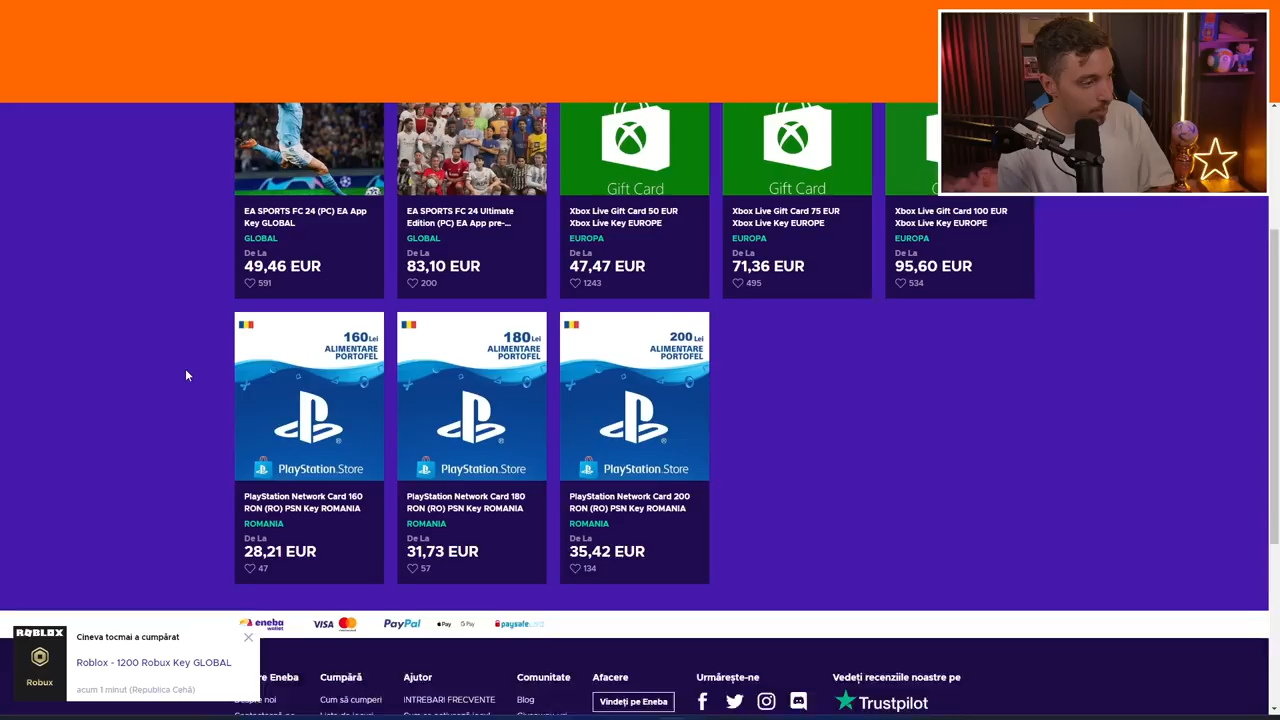 Gift Card
Gift Card
EA SPORTS FC 24 (PC) EA App
Key GLOBAL
GLOBAL
De La
49,46 EUR
591
EA SPORTS FC 24 Ultimate
Edition (PC) EA App pre-...
GLOBAL
De La
83,10 EUR
200
Xbox Live Gift Card 50 EUR
Xbox Live Key EUROPE
EUROPA
De La
47,47 EUR
1243
Xbox Live Gift Card 75 EUR
Xbox Live Key EUROPE
EUROPA
De La
71,36 EUR
495
Xbox Live Gift Card 100 EUR
Xbox Live Key EUROPE
EUROPA
De La
95,60 EUR
534
160 Lei
ALIMENTARE
PORTOFEL
PlayStation.Store
PlayStation Network Card 160
RON (RO) PSN Key ROMANIA
ROMANIA
De La
28,21 EUR
47
180 Lei
ALIMENTARE
PORTOFEL
PlayStation.Store
PlayStation Network Card 180
RON (RO) PSN Key ROMANIA
ROMANIA
De La
31,73 EUR
57
200 Lei
ALIMENTARE
PORTOFEL
PlayStation.Store
PlayStation Network Card 200
RON (RO) PSN Key ROMANIA
ROMANIA
De La
35,42 EUR
134
eneba wallet VISA mastercard PayPal Pay G Pay paysafecard
ROBLOX
Robux
Cineva tocmai a cumpărat
Roblox - 1200 Robux Key GLOBAL
acum 1 minut (Republica Cehă)
Eneba
noi
Cumpără
Cum să cumperi
Ajutor
INTREBARI FRECVENTE
Comunitate
Blog
Afacere
Vindeți pe Eneba
Urmărește-ne
Vedeți recenziile noastre pe
Trustpilot